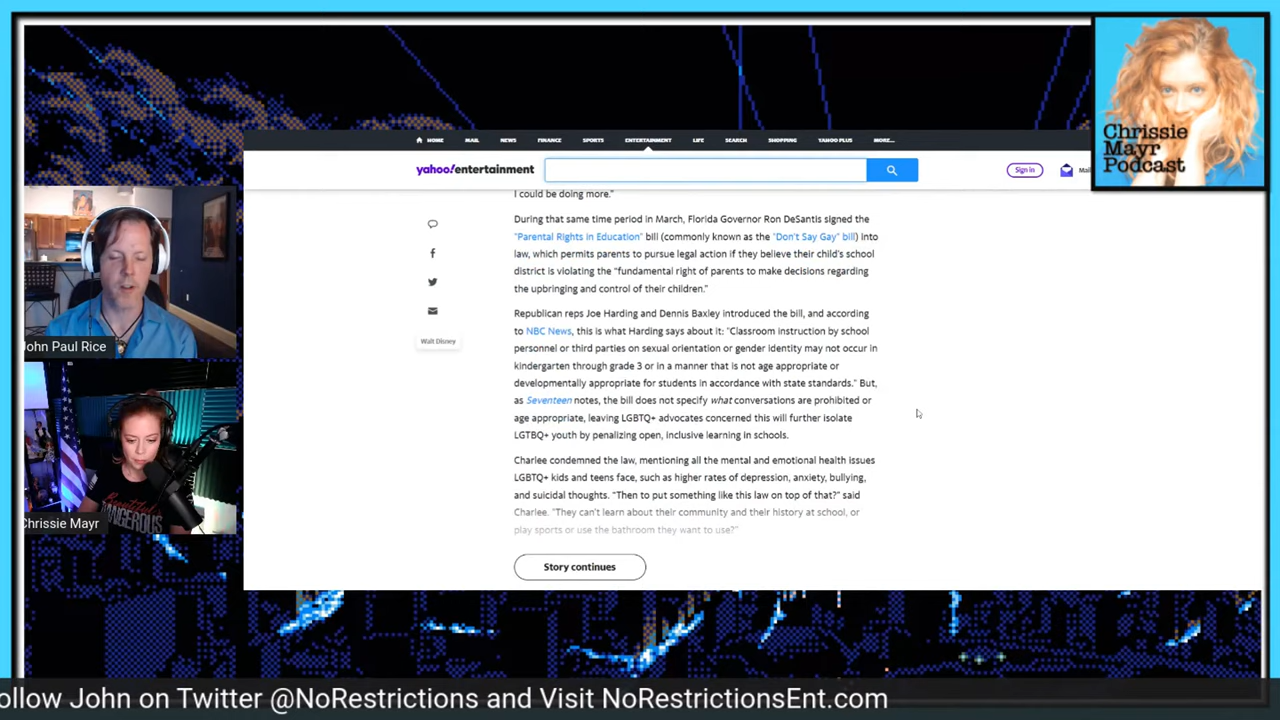 HOME MAIL NEWS FINANCE SPORTS ENTERTAINMENT LIFE SEARCH SHOPPING YAHOO PLUS MORE...
yahoo!entertainment
Sign in
Mail
Chrissie
Mayr
Podcast
I could be doing more."
During that same time period in March, Florida Governor Ron DeSantis signed the
"Parental Rights in Education" bill (commonly known as the "Don't Say Gay" bill) into
law, which permits parents to pursue legal action if they believe their child's school
district is violating the "fundamental right of parents to make decisions regarding
the upbringing and control of their children."
Republican reps Joe Harding and Dennis Baxley introduced the bill, and according
to NBC News, this is what Harding says about it: "Classroom instruction by school
personnel or third parties on sexual orientation or gender identity may not occur in
kindergarten through grade 3 or in a manner that is not age appropriate or
developmentally appropriate for students in accordance with state standards." But,
as Seventeen notes, the bill does not specify what conversations are prohibited or
age appropriate, leaving LGBTQ+ advocates concerned this will further isolate
LGTBQ+ youth by penalizing open, inclusive learning in schools.
Charlee condemned the law, mentioning all the mental and emotional health issues
LGBTQ+ kids and teens face, such as higher rates of depression, anxiety, bullying,
and suicidal thoughts. "Then to put something like this law on top of that?" said
Charlee. "They can't learn about their community and their history at school, or
play sports or use the bathroom they want to use?"
Story continues
Walt Disney
John Paul Rice
Chrissie Mayr
ollow John on Twitter @NoRestrictions and Visit NoRestrictionsEnt.com